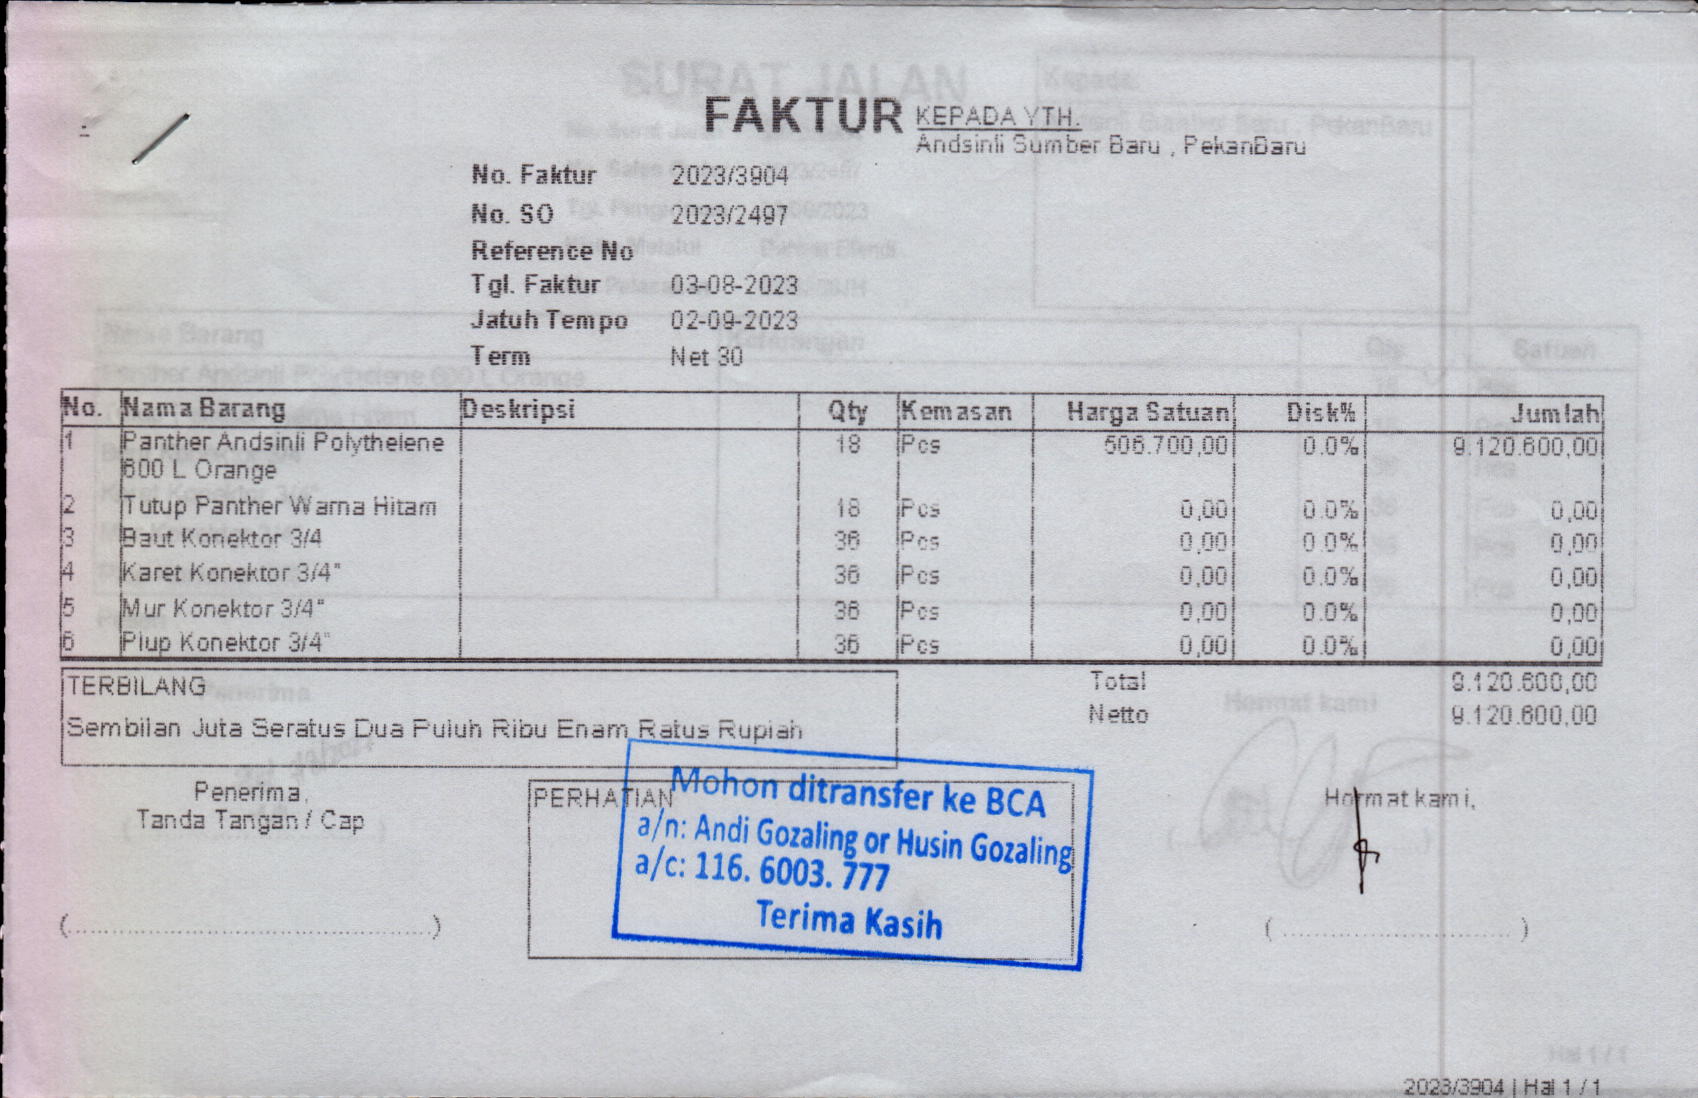 FAKTUR
KEPADA YTH.
Andsinli Sumber Baru , PekanBaru
No. Faktur 2023/3904
No. SO 2023/2497
Reference No
Tgl. Faktur 03-08-2023
Jatuh Tempo 02-09-2023
Term Net 30
No. Nama Barang Deskripsi Qty Kemasan Harga Satuan Disk% Jumlah
1 Panther Andsinli Polythelene 18 Pcs 506.700,00 0.0% 9.120.600,00
600 L Orange
2 Tutup Panther Warna Hitam 18 Pcs 0,00 0.0% 0,00
3 Baut Konektor 3/4 36 Pcs 0,00 0.0% 0,00
4 Karet Konektor 3/4" 36 Pcs 0,00 0.0% 0,00
5 Mur Konektor 3/4" 36 Pcs 0,00 0.0% 0,00
6 Plup Konektor 3/4" 36 Pcs 0,00 0.0% 0,00
TERBILANG
Sembilan Juta Seratus Dua Puluh Ribu Enam Ratus Rupiah
Total 9.120.600,00
Netto 9.120.600,00
Penerima,
Tanda Tangan / Cap
(........................................)
PERHATIAN
Mohon ditransfer ke BCA
a/n: Andi Gozaling or Husin Gozaling
a/c: 116. 6003. 777
Terima Kasih
Hormat kami,
( ............................ )
2023/3904 | Hal 1 / 1